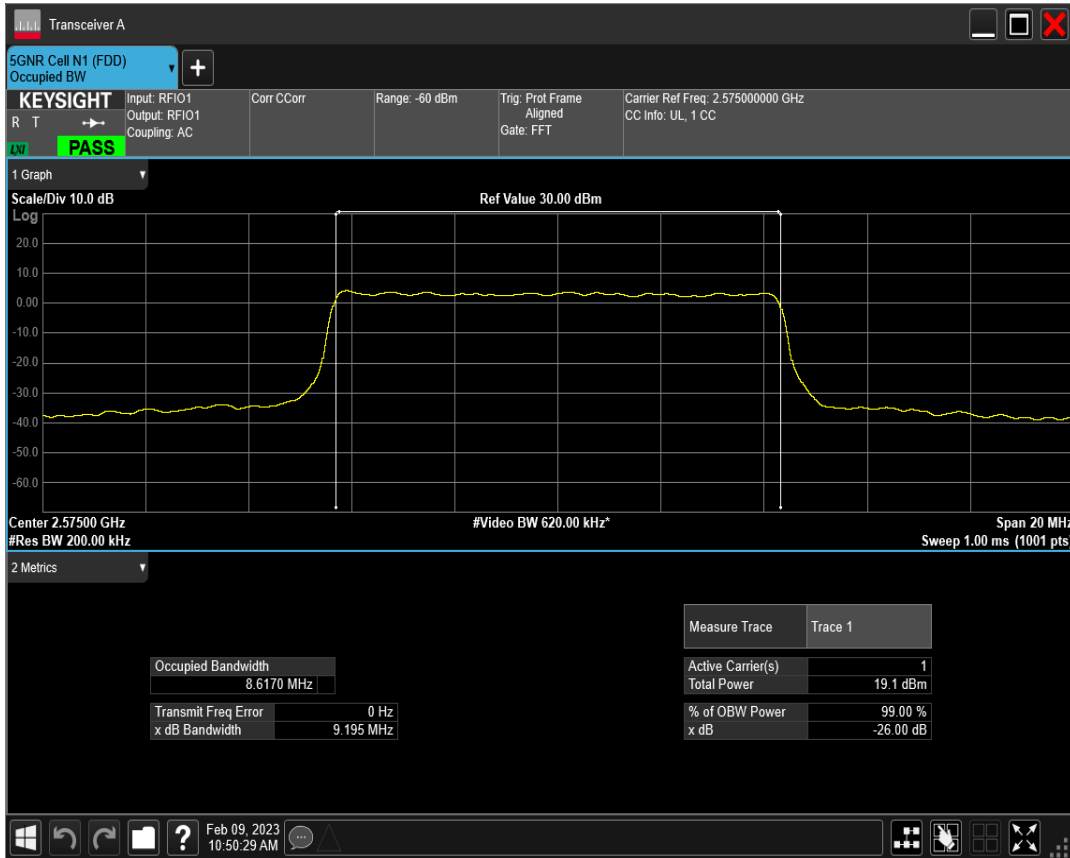 Transceiver A
5GNR Cell N1 (FDD)
Occupied BW
+
KEYSIGHT
R T
LXI
PASS
Input: RFIO1
Output: RFIO1
Coupling: AC
Corr CCorr
Range: -60 dBm
Trig: Prot Frame
Aligned
Gate: FFT
Carrier Ref Freq: 2.575000000 GHz
CC Info: UL, 1 CC
1 Graph
Scale/Div 10.0 dB
Ref Value 30.00 dBm
Log
20.0
10.0
0.00
-10.0
-20.0
-30.0
-40.0
-50.0
-60.0
Center 2.57500 GHz
#Video BW 620.00 kHz*
Span 20 MHz
#Res BW 200.00 kHz
Sweep 1.00 ms (1001 pts)
2 Metrics
Measure Trace Trace 1
Occupied Bandwidth
8.6170 MHz
Active Carrier(s) 1
Total Power 19.1 dBm
Transmit Freq Error 0 Hz
x dB Bandwidth 9.195 MHz
% of OBW Power 99.00 %
x dB -26.00 dB
?
Feb 09, 2023
10:50:29 AM